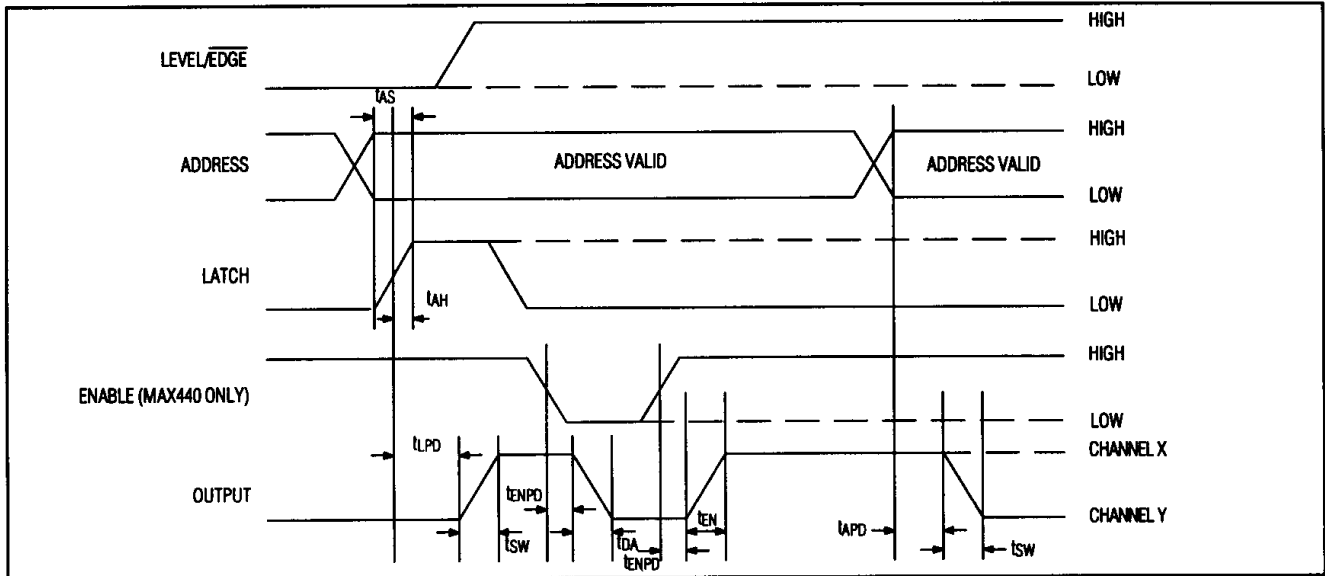 HIGH
LEVEL/EDGE
LOW
tAS
HIGH
ADDRESS
ADDRESS VALID
ADDRESS VALID
LOW
HIGH
LATCH
tAH
LOW
HIGH
ENABLE (MAX440 ONLY)
LOW
tLPD
CHANNEL X
OUTPUT
tENPD
tEN
CHANNEL Y
tSW
tDA
tENPD
tAPD
tSW